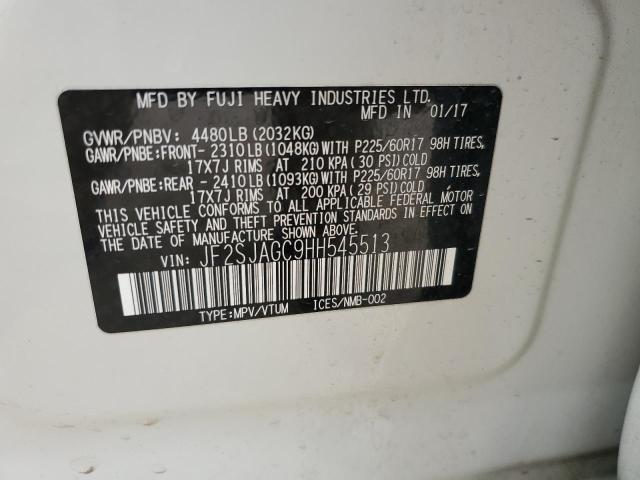 MFD BY FUJI HEAVY INDUSTRIES LTD.
MFD IN 01/17
GVWR/PNBV: 4480LB(2032KG)
GAWR/PNBE:FRONT-2310LB(1048KG)WITH P225/60R17 98H TIRES,
17X7J RIMS AT 210 KPA(30 PSI)COLD
GAWR/PNBE:REAR -2410LB(1093KG)WITH P225/60R17 98H TIRES,
17X7J RIMS AT 200 KPA(29 PSI)COLD
THIS VEHICLE CONFORMS TO ALL APPLICABLE FEDERAL MOTOR
VEHICLE SAFETY AND BUMPER STANDARDS IN EFFECT ON
THE DATE OF MANUFACTURE SHOWN ABOVE.
VIN: JF2SJAGC9HH545513
TYPE:MPV/VTUM ICES/NMB-002